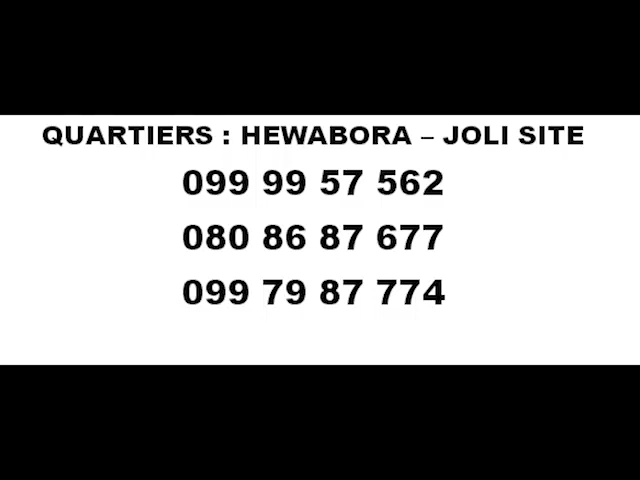 QUARTIERS : HEWABORA – JOLI SITE
099 99 57 562
080 86 87 677
099 79 87 774